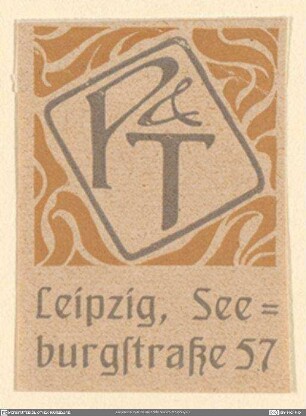 P & T
Leipzig, See=
burgſtraße 57